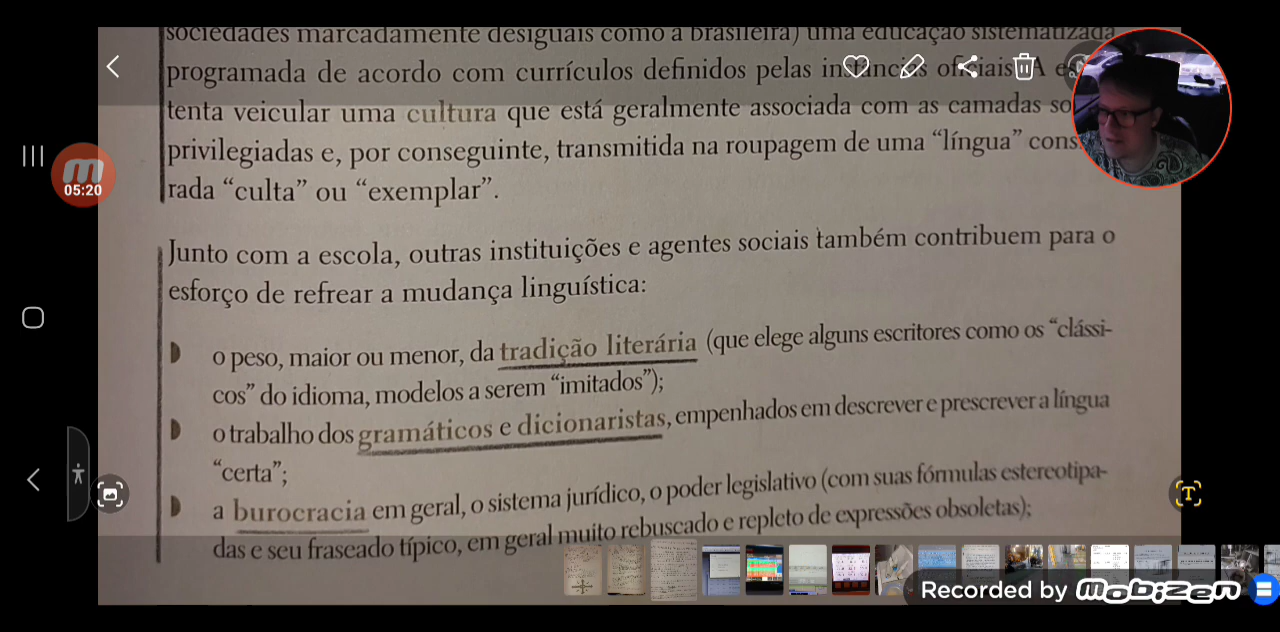 sociedades marcadamente desiguais como a brasileira) uma educação sistematizada
programada de acordo com currículos definidos pelas instâncias oficiais. A
tenta veicular uma cultura que está geralmente associada com as camadas
privilegiadas e, por conseguinte, transmitida na roupagem de uma “língua”
rada “culta” ou “exemplar”.
05:20
Junto com a escola, outras instituições e agentes sociais também contribuem para o
esforço de refrear a mudança linguística:
o peso, maior ou menor, da tradição literária (que elege alguns escritores como os “clássi-
cos” do idioma, modelos a serem “imitados”);
o trabalho dos gramáticos e dicionaristas, empenhados em descrever e prescrever a língua
“certa”;
a burocracia em geral, o sistema jurídico, o poder legislativo (com suas fórmulas estereotipa-
das e seu fraseado típico, em geral muito rebuscado e repleto de expressões obsoletas);
T
Recorded by mobizen